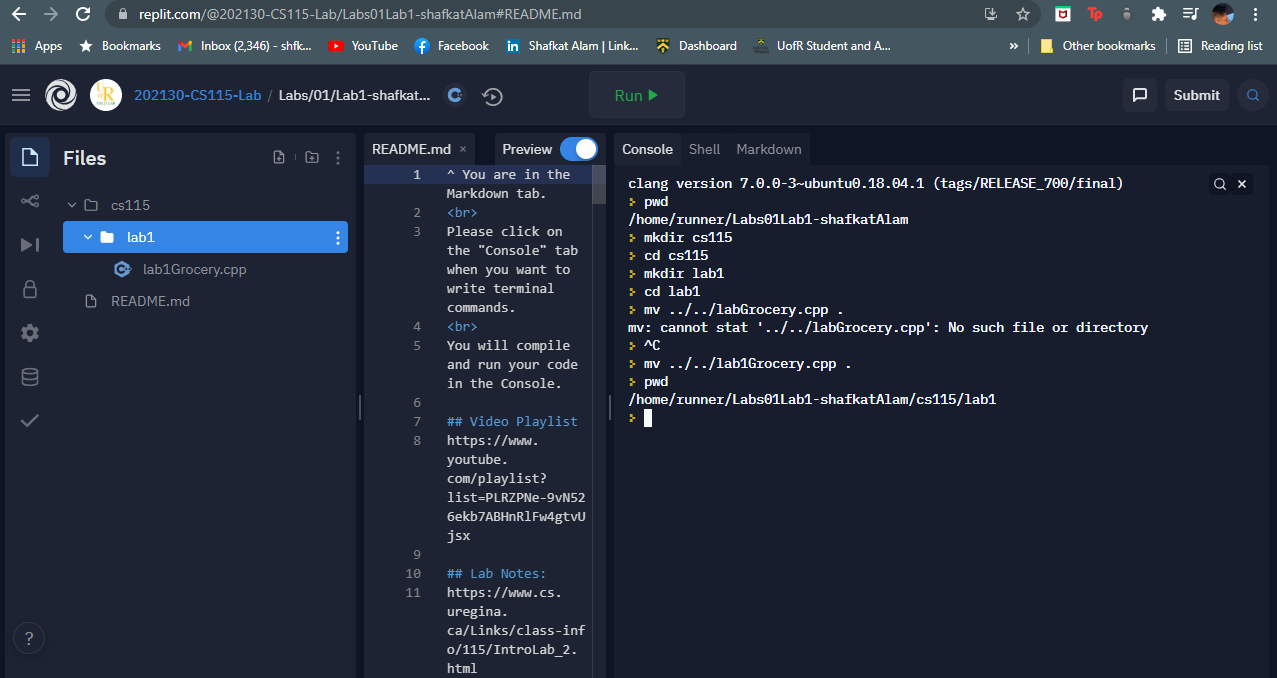 replit.com/@202130-CS115-Lab/Labs01Lab1-shafkatAlam#README.md
Apps Bookmarks Inbox (2,346) - shfk... YouTube Facebook Shafkat Alam | Link... Dashboard UofR Student and A... » Other bookmarks Reading list
202130-CS115-Lab / Labs/01/Lab1-shafkat... Run Submit
Files
cs115
lab1
lab1Grocery.cpp
README.md
?
README.md × Preview
1 ^ You are in the
Markdown tab.
2 <br>
3 Please click on
the "Console" tab
when you want to
write terminal
commands.
4 <br>
5 You will compile
and run your code
in the Console.
6
7 ## Video Playlist
8 https://www.
youtube.
com/playlist?
list=PLRZPNe-9vN52
6ekb7ABHnRlFw4gtvU
jsx
9
10 ## Lab Notes:
11 https://www.cs.
uregina.
ca/Links/class-inf
o/115/IntroLab_2.
html
Console Shell Markdown
clang version 7.0.0-3~ubuntu0.18.04.1 (tags/RELEASE_700/final)
pwd
/home/runner/Labs01Lab1-shafkatAlam
mkdir cs115
cd cs115
mkdir lab1
cd lab1
mv ../../labGrocery.cpp .
mv: cannot stat '../../labGrocery.cpp': No such file or directory
^C
mv ../../lab1Grocery.cpp .
pwd
/home/runner/Labs01Lab1-shafkatAlam/cs115/lab1